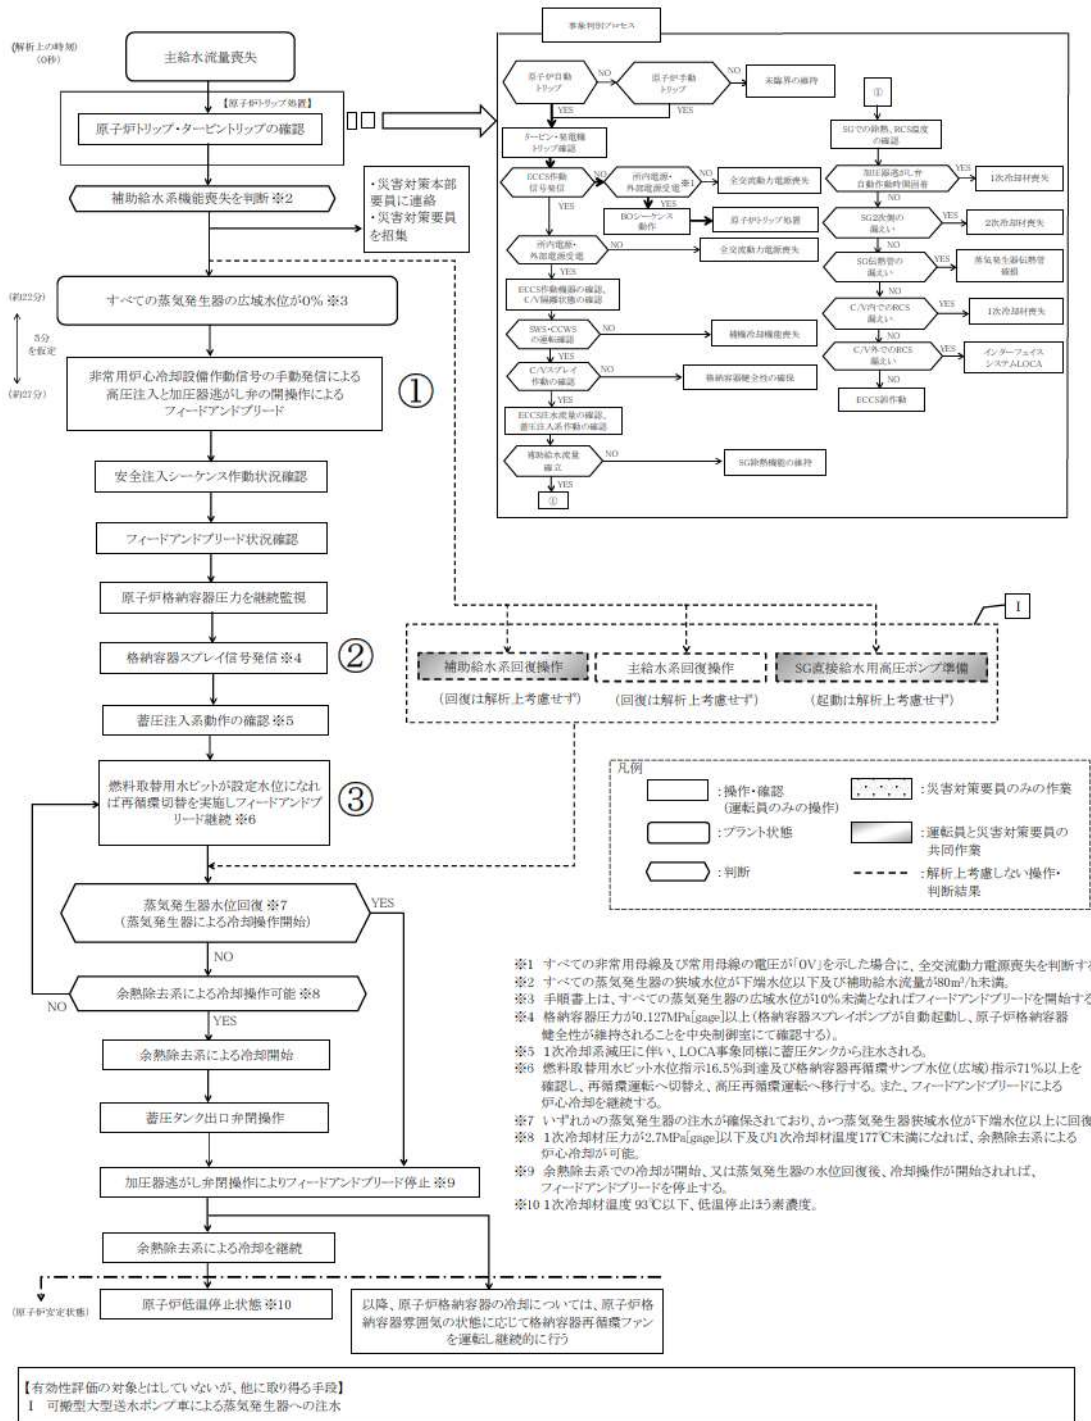 (解析上の時刻)
(0秒)
主給水流量喪失
【原子炉トリップ処置】
原子炉トリップ・タービントリップの確認
補助給水系機能喪失を判断※2
・災害対策本部
要員に連絡
・災害対策要員
を招集
(約22分)
すべての蒸気発生器の広域水位が0% ※3
5分
を仮定
(約27分)
非常用炉心冷却設備作動信号の手動発信による
高圧注入と加圧器逃がし弁の開操作による
フィードアンドブリード
①
安全注入シーケンス作動状況確認
フィードアンドブリード状況確認
原子炉格納容器圧力を継続監視
格納容器スプレイ信号発信※4
②
蓄圧注入系動作の確認※5
燃料取替用水ピットが設定水位になれ
ば再循環切替を実施しフィードアンドブ
リード継続※6
③
蒸気発生器水位回復※7
(蒸気発生器による冷却操作開始)
YES
NO
余熱除去系による冷却操作可能※8
NO
YES
余熱除去系による冷却開始
蓄圧タンク出口弁閉操作
加圧器逃がし弁閉操作によりフィードアンドブリード停止※9
余熱除去系による冷却を継続
(原子炉安定状態)
原子炉低温停止状態※10
以降、原子炉格納容器の冷却については、原子炉格
納容器雰囲気の状態に応じて格納容器再循環ファン
を運転し継続的に行う
事象判別プロセス
原子炉自動
トリップ
NO
原子炉手動
トリップ
NO
未臨界の維持
YES
YES
タービン・発電機
トリップ確認
ECCS作動
信号発信
NO
所内電源・
外部電源受電
※1
NO
全交流動力電源喪失
YES
YES
BOシーケンス
動作
原子炉トリップ処置
所内電源・
外部電源受電
NO
全交流動力電源喪失
YES
ECCS作動機器の確認、
C/V隔離状態の確認
SWS・CCWS
の運転確認
NO
補機冷却機能喪失
YES
C/Vスプレイ
作動の確認
NO
格納容器健全性の確保
YES
ECCS注水流量の確認、
蓄圧注入系作動の確認
補助給水流量
確立
NO
SG除熱機能の維持
YES
①
①
SGでの除熱、RCS温度
の確認
加圧器逃がし弁
自動作動時個固着
YES
1次冷却材喪失
NO
SG2次側の
漏えい
YES
2次冷却材喪失
NO
SG伝熱管の
漏えい
YES
蒸気発生器伝熱管
破損
NO
C/V内でのRCS
漏えい
YES
1次冷却材喪失
NO
C/V外でのRCS
漏えい
YES
インターフェイス
システムLOCA
NO
ECCS誤作動
I
補助給水系回復操作
(回復は解析上考慮せず)
主給水系回復操作
(回復は解析上考慮せず)
SG直接給水用高圧ポンプ準備
(起動は解析上考慮せず)
凡例
:操作・確認
(運転員のみの操作)
:プラント状態
:判断
:災害対策要員のみの作業
:運転員と災害対策要員の
共同作業
:解析上考慮しない操作・
判断結果
※1 すべての非常用母線及び常用母線の電圧が「0V」を示した場合に、全交流動力電源喪失を判断す
※2 すべての蒸気発生器の狭域水位が下端水位以下及び補助給水流量が80m³/h未満。
※3 手順書上は、すべての蒸気発生器の広域水位が10%未満となればフィードアンドブリードを開始する
※4 格納容器圧力が0.127MPa[gage]以上(格納容器スプレイポンプが自動起動し、原子炉格納容器
健全性が維持されることを中央制御室にて確認する)。
※5 1次冷却系減圧に伴い、LOCA事象同様に蓄圧タンクから注水される。
※6 燃料取替用水ピット水位指示16.5%到達及び格納容器再循環サンプ水位(広域)指示71%以上を
確認し、再循環運転へ切替え、高圧再循環運転へ移行する。また、フィードアンドブリードによる
炉心冷却を継続する。
※7 いずれかの蒸気発生器の注水が確保されており、かつ蒸気発生器狭域水位が下端水位以上に回復
※8 1次冷却材圧力が2.7MPa[gage]以下及び1次冷却材温度177℃未満になれば、余熱除去系による
炉心冷却が可能。
※9 余熱除去系での冷却が開始、又は蒸気発生器の水位回復後、冷却操作が開始されれば、
フィードアンドブリードを停止する。
※10 1次冷却材温度 93℃以下、低温停止ほう素濃度。
【有効性評価の対象とはしていないが、他に取り得る手段】
I 可搬型大型送水ポンプ車による蒸気発生器への注水